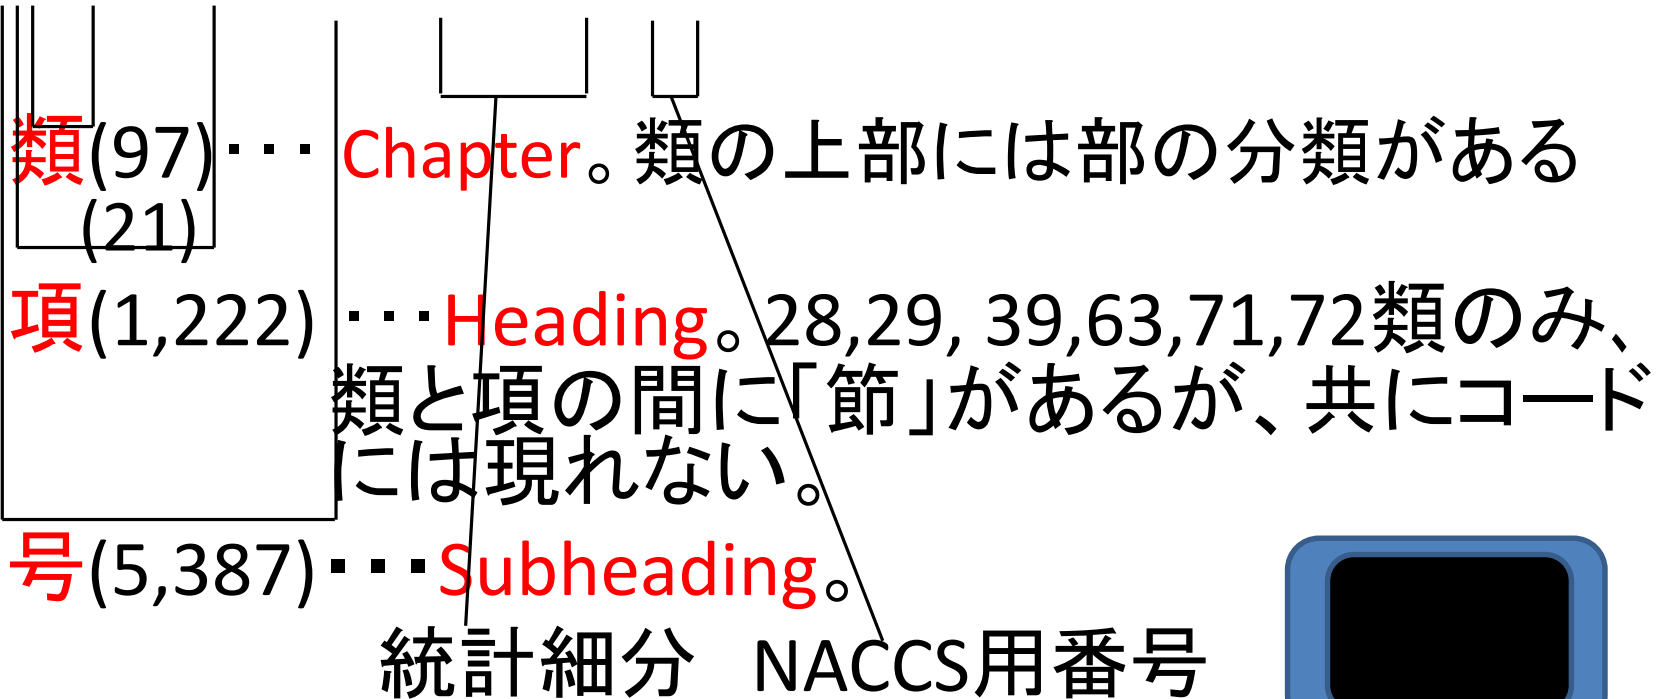 類(97)・・・ Chapter。類の上部には部の分類がある
(21)
項(1,222) ・・・Heading。28,29, 39,63,71,72類のみ、
類と項の間に「節」があるが、共にコード
には現れない。
号(5,387)・・・Subheading。
統計細分　NACCS用番号